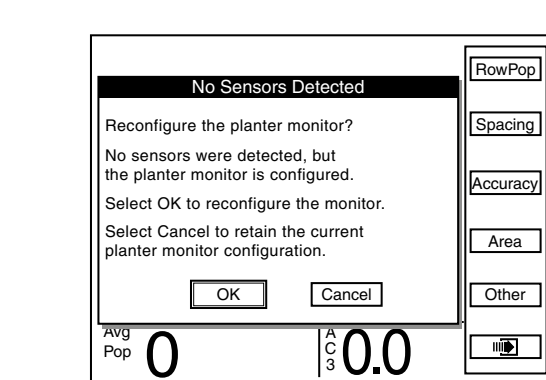 No Sensors Detected
Reconfigure the planter monitor?
No sensors were detected, but
the planter monitor is configured.
Select OK to reconfigure the monitor.
Select Cancel to retain the current
planter monitor configuration.
OK
Cancel
RowPop
Spacing
Accuracy
Area
Other
Avg
Pop
0
A
C
3
0.0